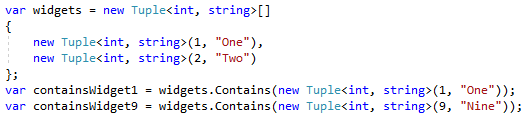 var widgets = new Tuple<int, string>[]
{
    new Tuple<int, string>(1, "One"),
    new Tuple<int, string>(2, "Two")
};
var containsWidget1 = widgets.Contains(new Tuple<int, string>(1, "One"));
var containsWidget9 = widgets.Contains(new Tuple<int, string>(9, "Nine"));